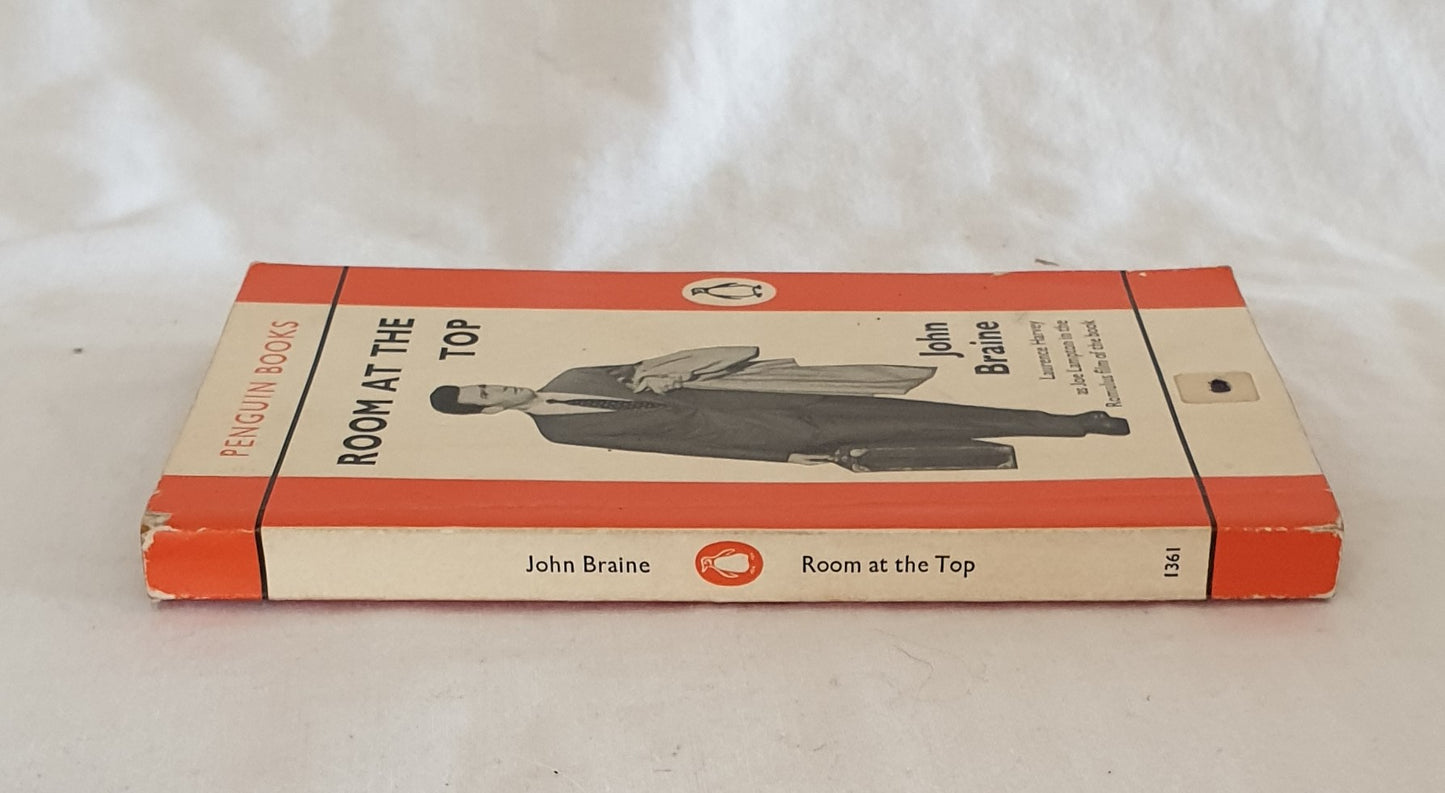 PENGUIN BOOKS
ROOM AT THE
TOP
John
Braine
Laurence Harvey
as Joe Lampton in the
Romulus film of the book
John Braine
Room at the Top
1361